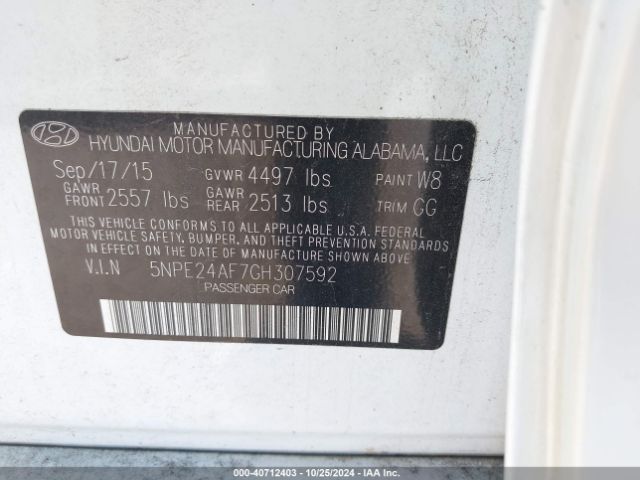 MANUFACTURED BY
HYUNDAI MOTOR MANUFACTURING ALABAMA, LLC
Sep/17/15 GVWR 4497 lbs PAINT W8
GAWR FRONT 2557 lbs GAWR REAR 2513 lbs TRIM GG
THIS VEHICLE CONFORMS TO ALL APPLICABLE U.S.A. FEDERAL
MOTOR VEHICLE SAFETY, BUMPER, AND THEFT PREVENTION STANDARDS
IN EFFECT ON THE DATE OF MANUFACTURE SHOWN ABOVE.
V.I.N 5NPE24AF7GH307592
PASSENGER CAR
000-40712403 - 10/25/2024 - IAA Inc.